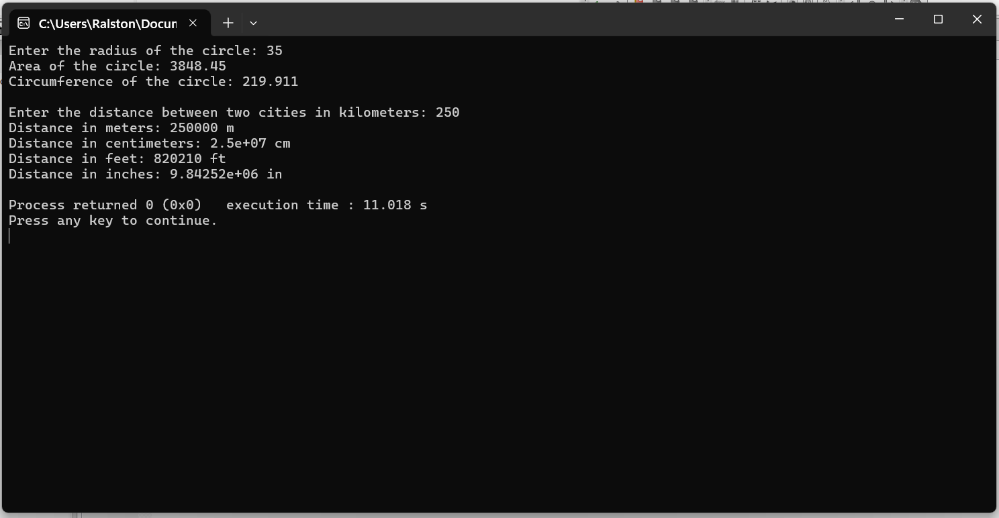 C:\Users\Ralston\Docun
Enter the radius of the circle: 35
Area of the circle: 3848.45
Circumference of the circle: 219.911
Enter the distance between two cities in kilometers: 250
Distance in meters: 250000 m
Distance in centimeters: 2.5e+07 cm
Distance in feet: 820210 ft
Distance in inches: 9.84252e+06 in
Process returned 0 (0x0)   execution time : 11.018 s
Press any key to continue.